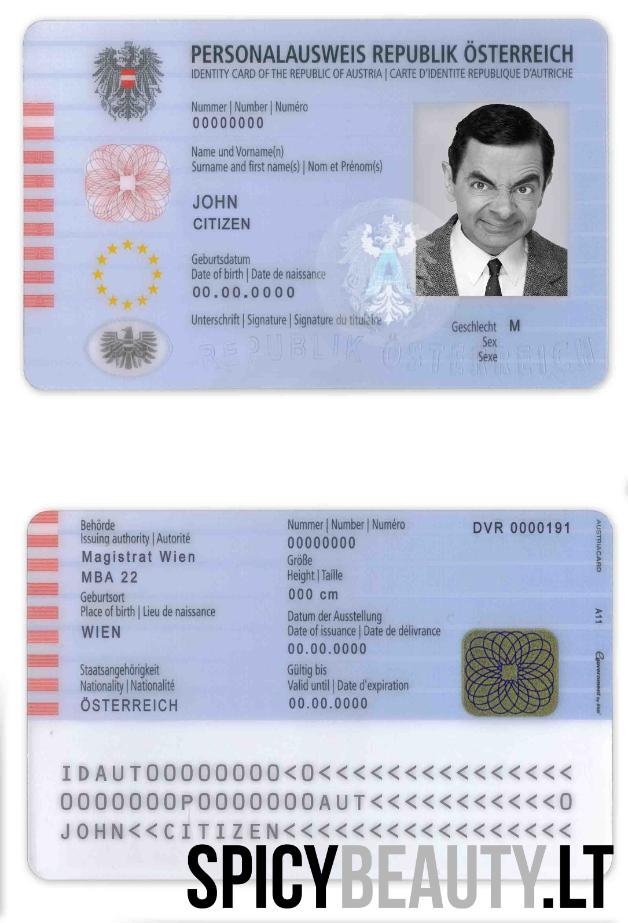 PERSONALAUSWEIS REPUBLIK ÖSTERREICH
IDENTITY CARD OF THE REPUBLIC OF AUSTRIA | CARTE D'IDENTITE REPUBLIQUE D'AUTRICHE
Nummer | Number | Numéro
00000000
Name und Vorname(n)
Surname and first name(s) | Nom et Prénom(s)
JOHN
CITIZEN
Geburtsdatum
Date of birth | Date de naissance
00.00.0000
A
Unterschrift | Signature | Signature du titulaire
Geschlecht M
Sex
Sexe
REPUBLIK ÖSTERREICH
Behörde
Issuing authority | Autorité
Magistrat Wien
MBA 22
Geburtsort
Place of birth | Lieu de naissance
WIEN
Staatsangehörigkeit
Nationality | Nationalité
ÖSTERREICH
Nummer | Number | Numéro
00000000
Größe
Height | Taille
000 cm
Datum der Ausstellung
Date of issuance | Date de délivrance
00.00.0000
Gültig bis
Valid until | Date d'expiration
00.00.0000
DVR 0000191
AUSTRIACARD
A11
IDAUT00000000<0<<<<<<<<<<<<<<<
0000000P0000000AUT<<<<<<<<<<<0
JOHN<<CITIZEN<<<<<<<<<<<<<<<<<
SPICYBEAUTY.LT